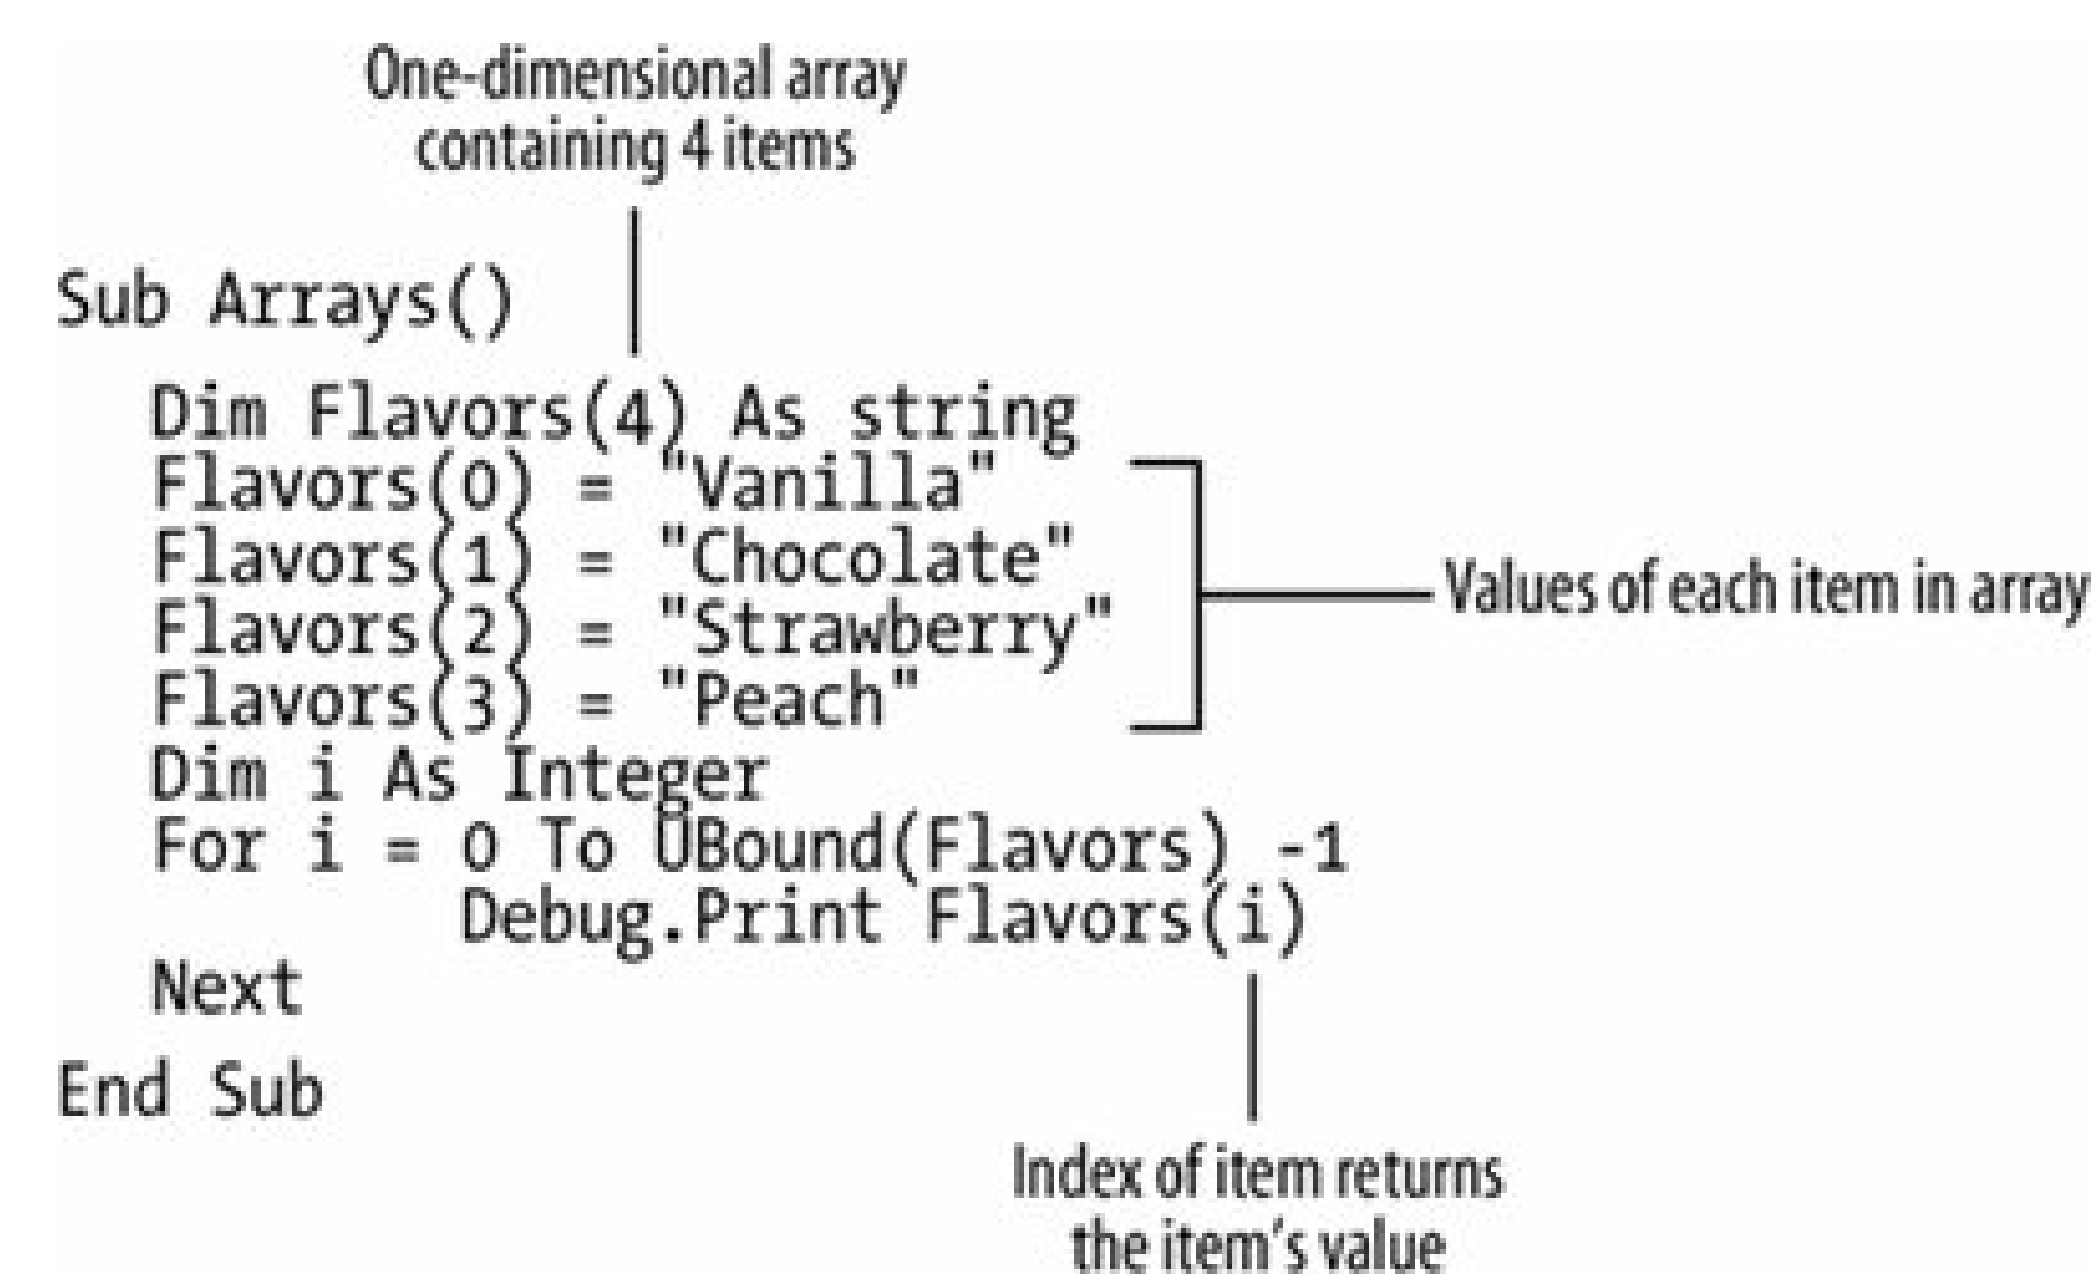 One-dimensional array
containing 4 items
Sub Arrays()
Dim Flavors(4) As string
Flavors(0) = "Vanilla"
Flavors(1) = "Chocolate"
Flavors(2) = "Strawberry"
Flavors(3) = "Peach"
Values of each item in array
Dim i As Integer
For i = 0 To UBound(Flavors) -1
Debug.Print Flavors(i)
Next
End Sub
Index of item returns
the item's value